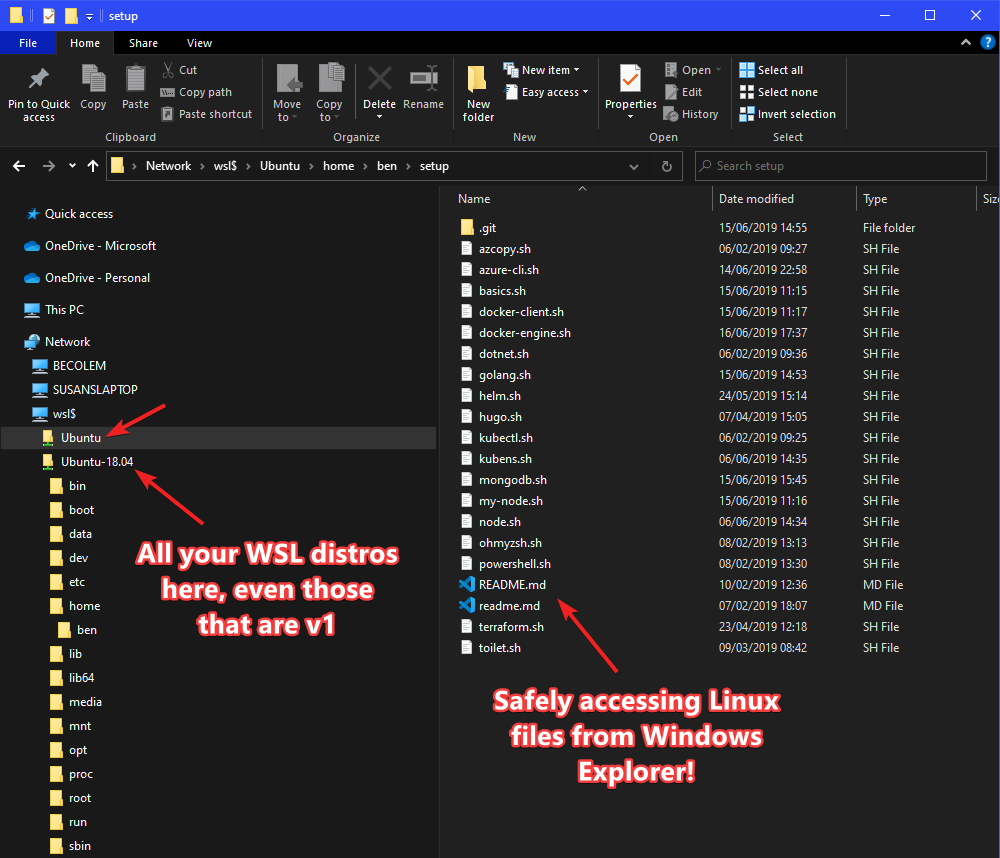 setup
File Home Share View
Pin to Quick access
Copy
Paste
Cut
Copy path
Paste shortcut
Clipboard
Move to
Copy to
Delete
Rename
Organize
New folder
New item
Easy access
New
Properties
Open
Edit
History
Open
Select all
Select none
Invert selection
Select
Network › wsl$ › Ubuntu › home › ben › setup
Search setup
Quick access
OneDrive - Microsoft
OneDrive - Personal
This PC
Network
BECOLEM
SUSANSLAPTOP
wsl$
Ubuntu
Ubuntu-18.04
bin
boot
data
dev
etc
home
ben
lib
lib64
media
mnt
opt
proc
root
run
sbin
All your WSL distros
here, even those
that are v1
Name Date modified Type Siz
.git 15/06/2019 14:55 File folder
azcopy.sh 06/02/2019 09:27 SH File
azure-cli.sh 14/06/2019 22:58 SH File
basics.sh 15/06/2019 11:15 SH File
docker-client.sh 15/06/2019 11:17 SH File
docker-engine.sh 16/06/2019 17:37 SH File
dotnet.sh 06/02/2019 09:36 SH File
golang.sh 15/06/2019 14:53 SH File
helm.sh 24/05/2019 15:14 SH File
hugo.sh 07/04/2019 15:05 SH File
kubectl.sh 06/02/2019 09:25 SH File
kubens.sh 06/06/2019 14:35 SH File
mongodb.sh 15/06/2019 15:45 SH File
my-node.sh 15/06/2019 11:16 SH File
node.sh 06/06/2019 14:34 SH File
ohmyzsh.sh 08/02/2019 13:13 SH File
powershell.sh 08/02/2019 13:30 SH File
README.md 10/02/2019 12:36 MD File
readme.md 07/02/2019 18:07 MD File
terraform.sh 23/04/2019 12:18 SH File
toilet.sh 09/03/2019 08:42 SH File
Safely accessing Linux
files from Windows
Explorer!